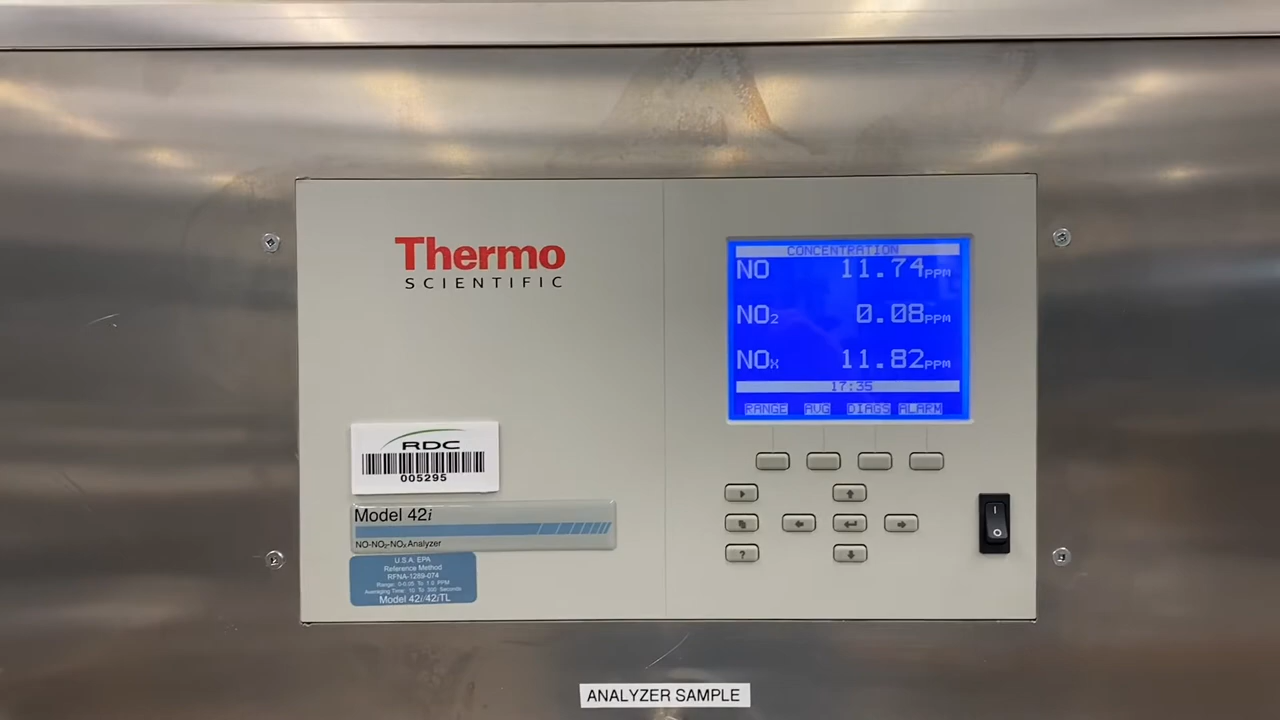 Thermo
SCIENTIFIC
CONCENTRATION
NO 11.74 PPM
NO₂ 0.08 PPM
NOₓ 11.82 PPM
17:35
RANGE AVG DIAGS ALARM
RDC
005295
Model 42i
NO-NO₂-NOₓ Analyzer
U.S.A. EPA
Reference Method
RFNA-1289-074
Range: 0-0.05 To 1.0 PPM
Averaging Time: 10 To 300 Seconds
Model 42i/42iTL
?
I
O
ANALYZER SAMPLE